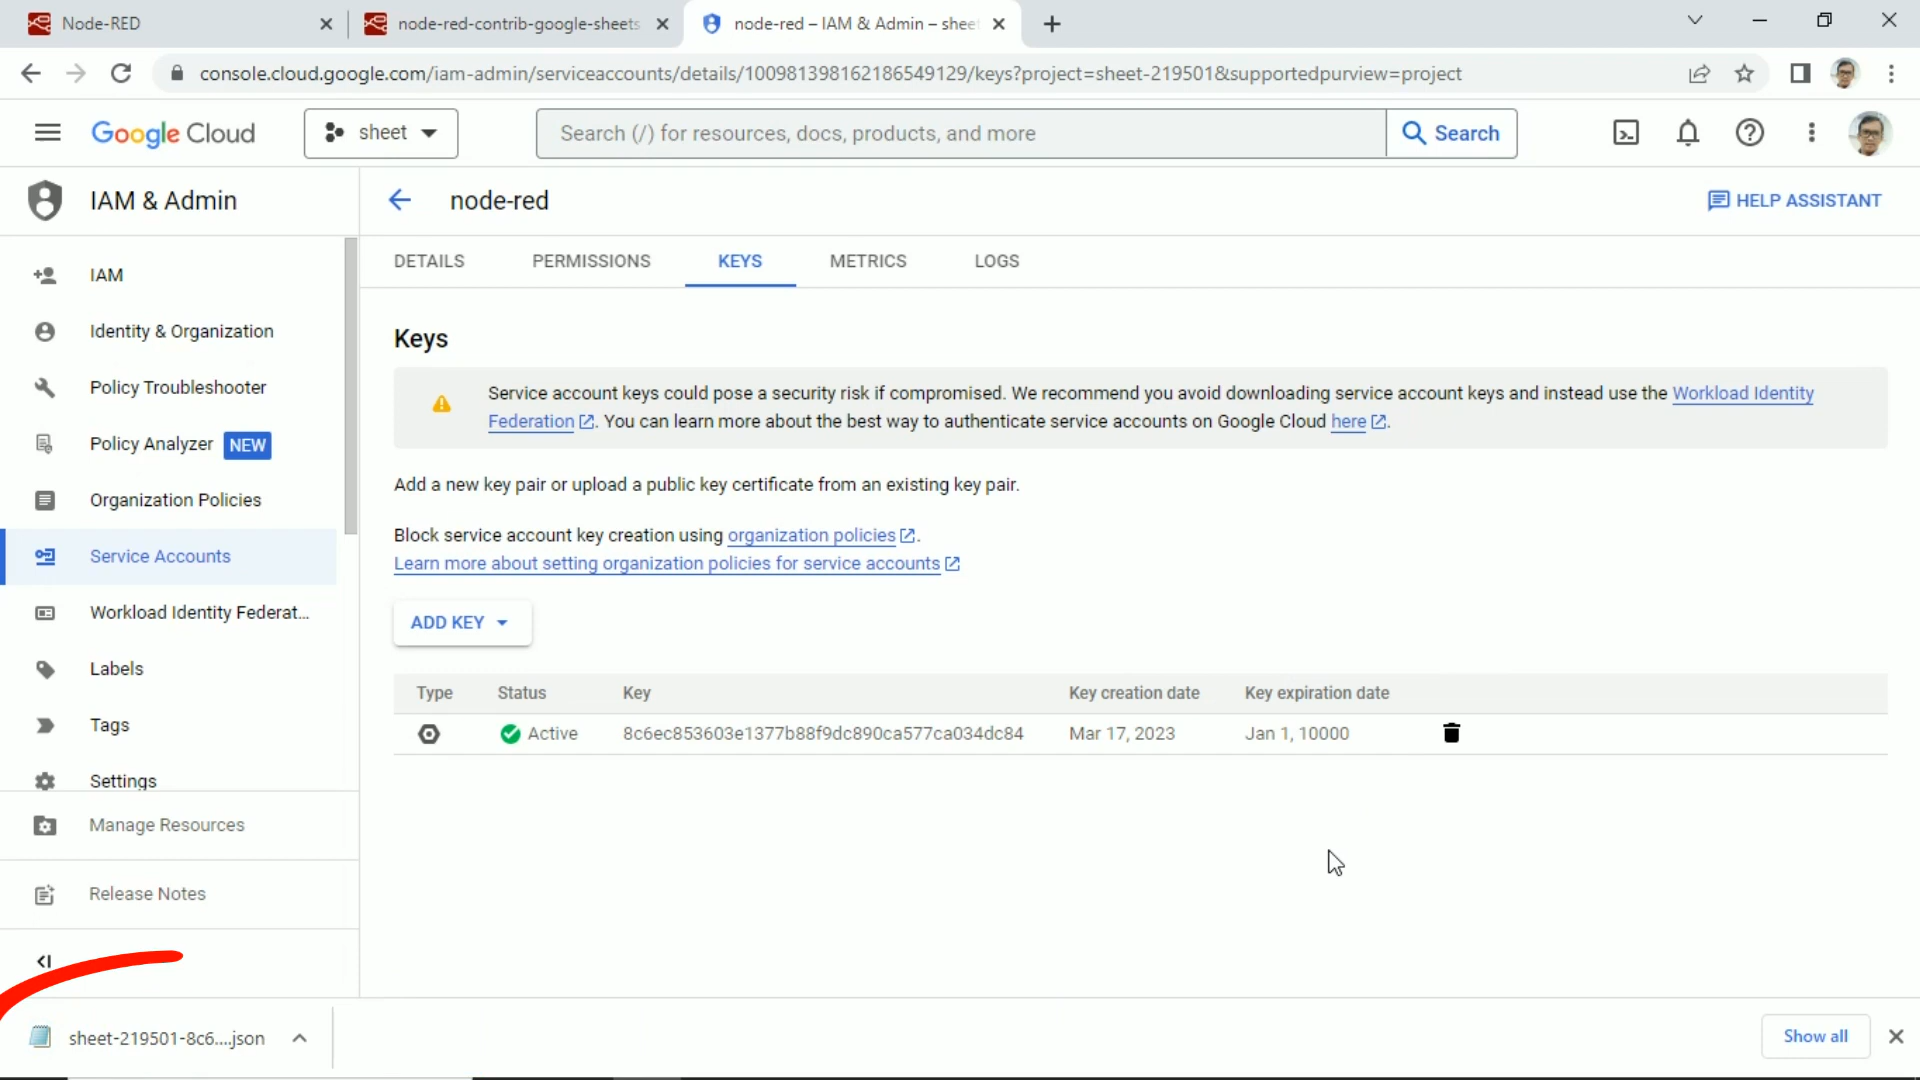 Node-RED
node-red-contrib-google-sheets
node-red – IAM & Admin – shee
console.cloud.google.com/iam-admin/serviceaccounts/details/100981398162186549129/keys?project=sheet-219501&supportedpurview=project
Google Cloud
sheet
Search (/) for resources, docs, products, and more
Search
IAM & Admin
node-red
HELP ASSISTANT
DETAILS
PERMISSIONS
KEYS
METRICS
LOGS
IAM
Identity & Organization
Policy Troubleshooter
Policy Analyzer NEW
Organization Policies
Service Accounts
Workload Identity Federat...
Labels
Tags
Settings
Manage Resources
Release Notes
Keys
Service account keys could pose a security risk if compromised. We recommend you avoid downloading service account keys and instead use the Workload Identity
Federation. You can learn more about the best way to authenticate service accounts on Google Cloud here.
Add a new key pair or upload a public key certificate from an existing key pair.
Block service account key creation using organization policies.
Learn more about setting organization policies for service accounts
ADD KEY
Type Status Key Key creation date Key expiration date
Active 8c6ec853603e1377b88f9dc890ca577ca034dc84 Mar 17, 2023 Jan 1, 10000
sheet-219501-8c6....json
Show all